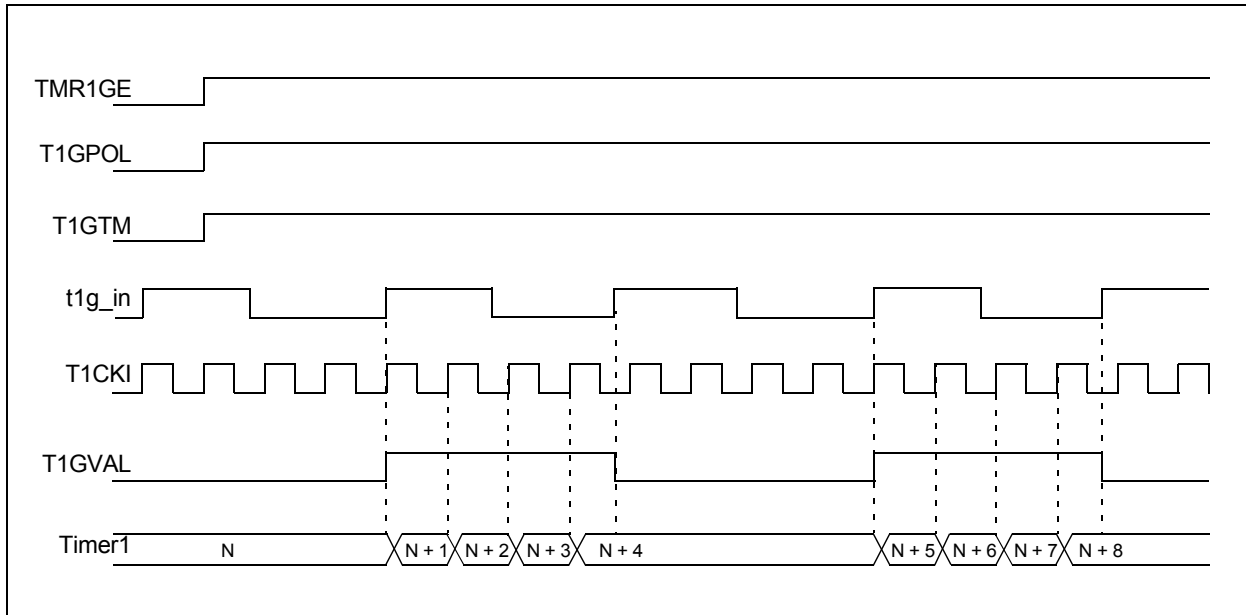 TMR1GE
T1GPOL
T1GTM
t1g_in
T1CKI
T1GVAL
Timer1 N N + 1 N + 2 N + 3 N + 4 N + 5 N + 6 N + 7 N + 8